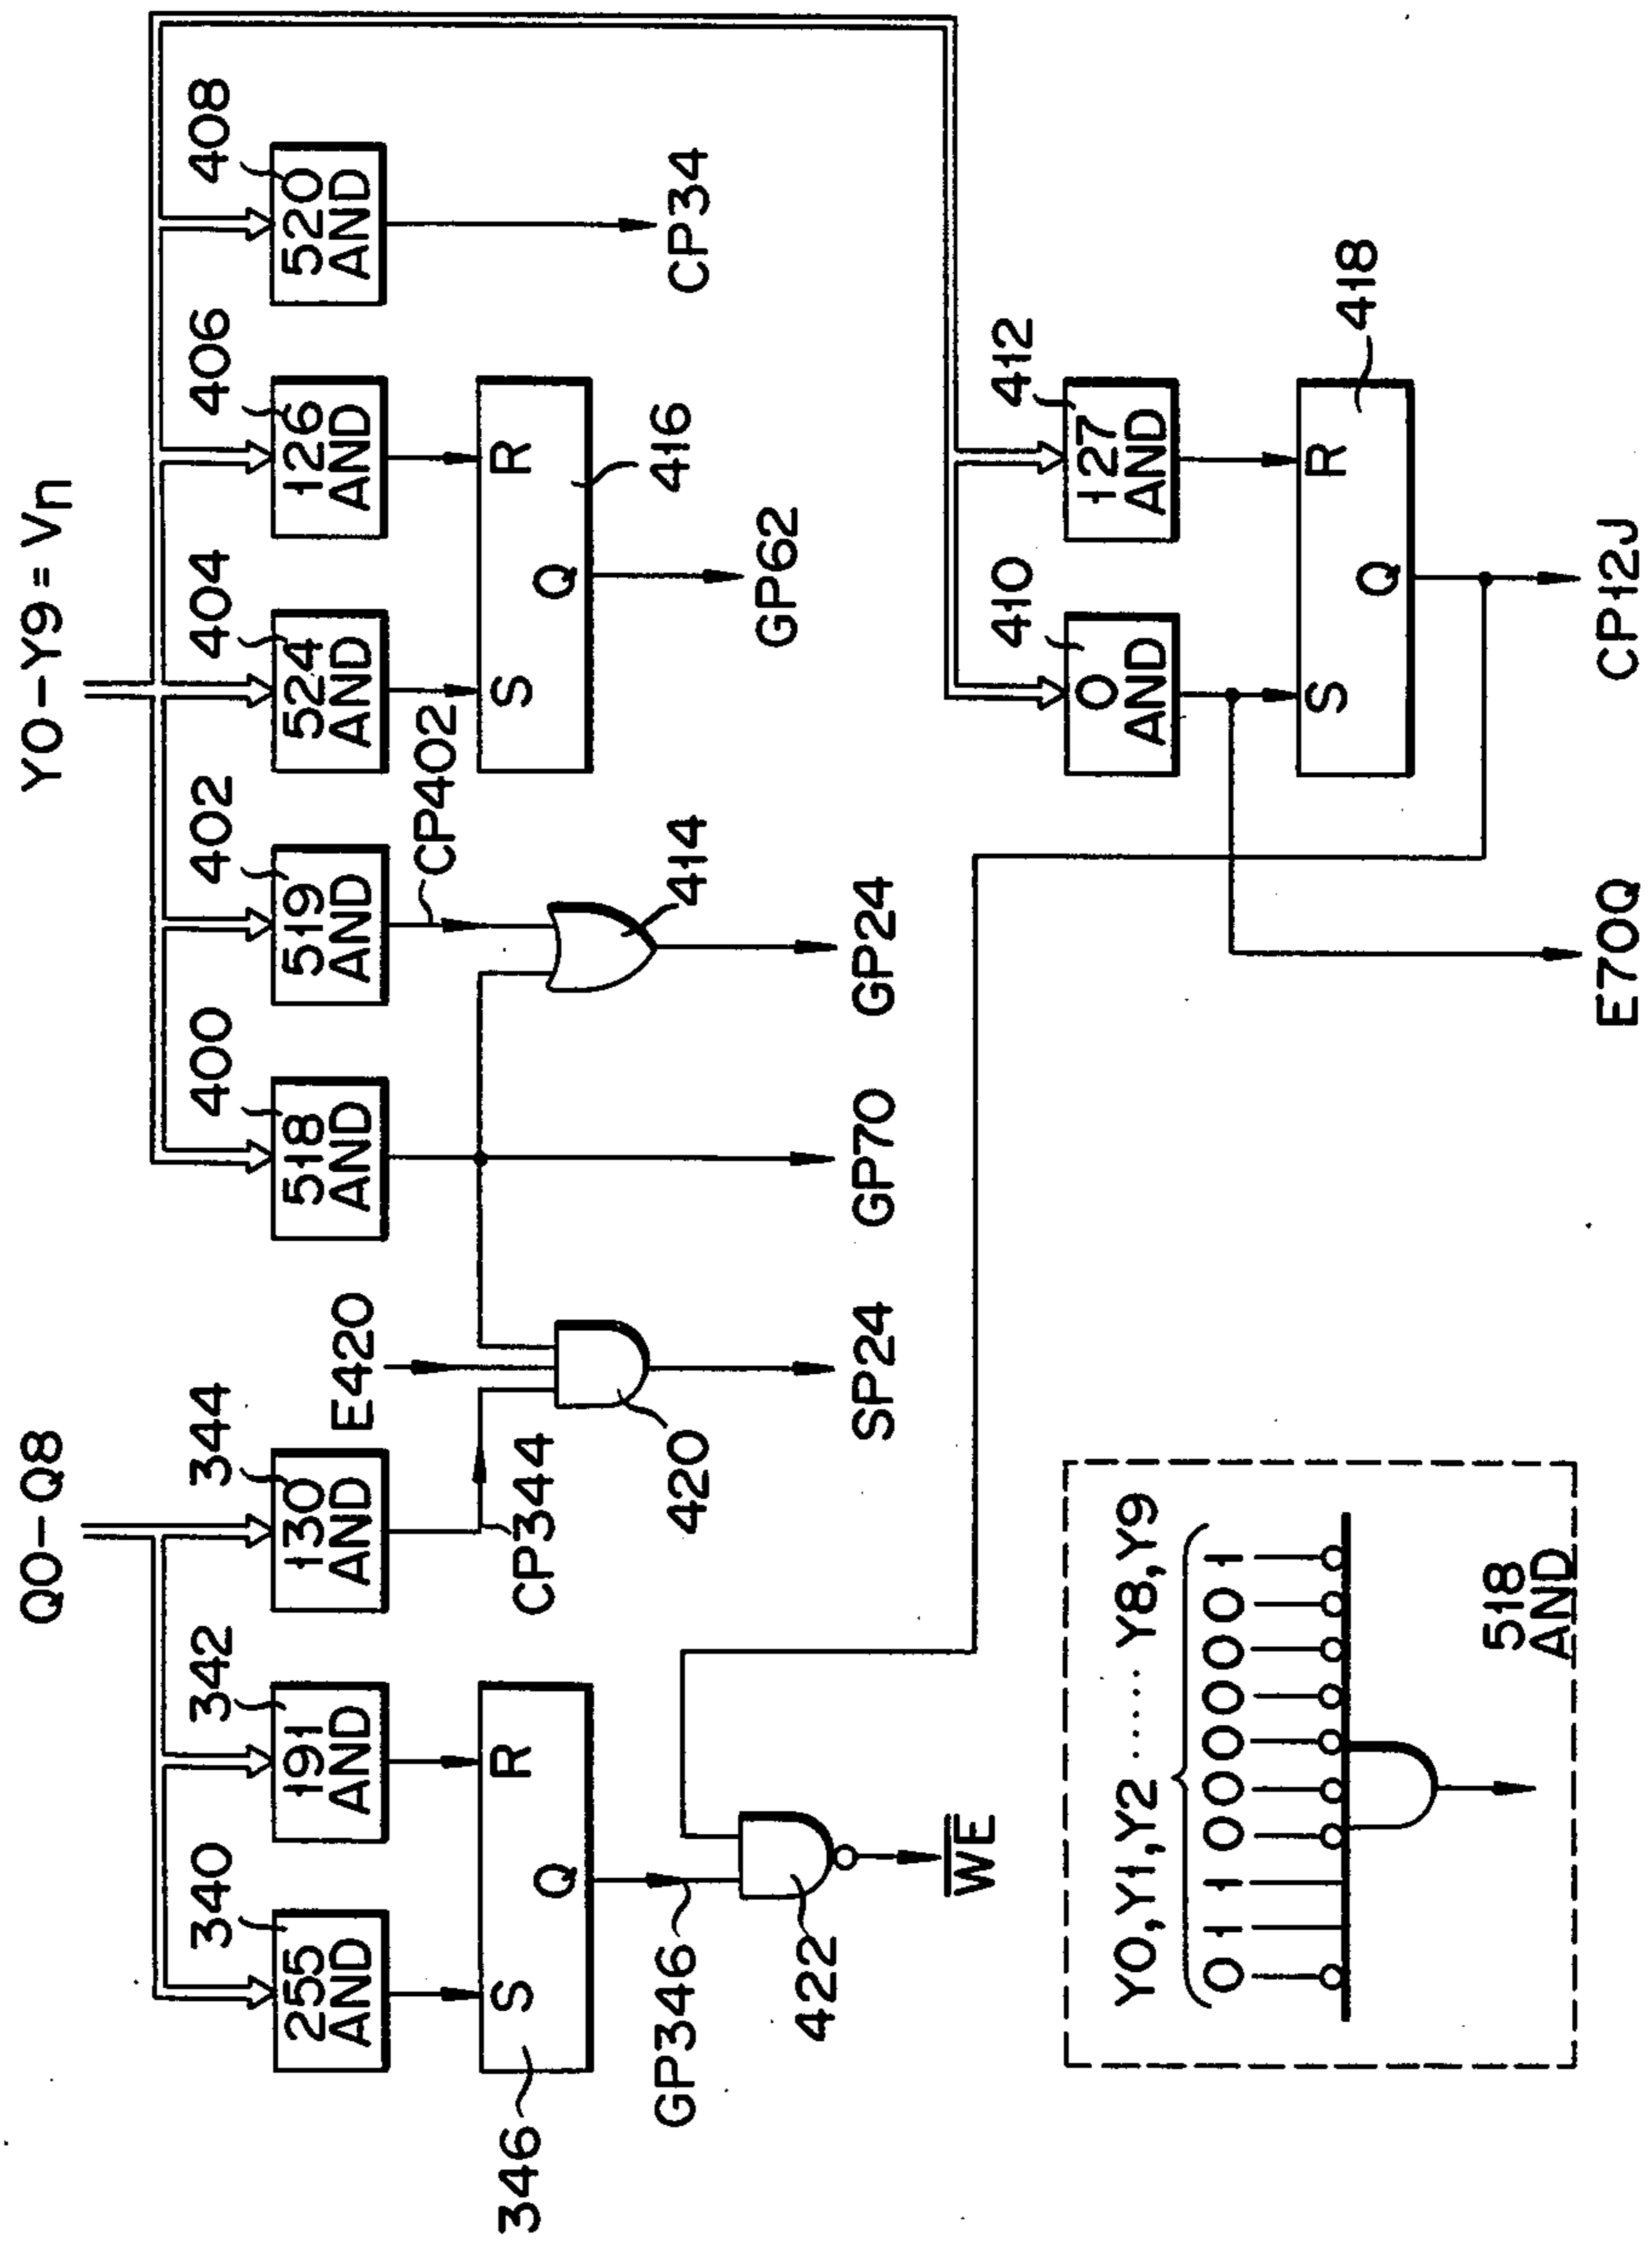 Q0-Q8
Y0-Y9=Vn
340
342
344
400
402
404
406
408
255
AND
191
AND
130
AND
E420
518
AND
519
AND
524
AND
126
AND
520
AND
CP344
CP402
346
S
R
Q
S
R
Q
416
420
414
GP346
422
WE
SP24
GP70
GP24
GP62
CP34
410
412
0
AND
127
AND
S
R
Q
418
E70Q
CP12J
Y0,Y1,Y2.....Y8,Y9
0 1 1 0 0 0 0 0 0 1
518
AND